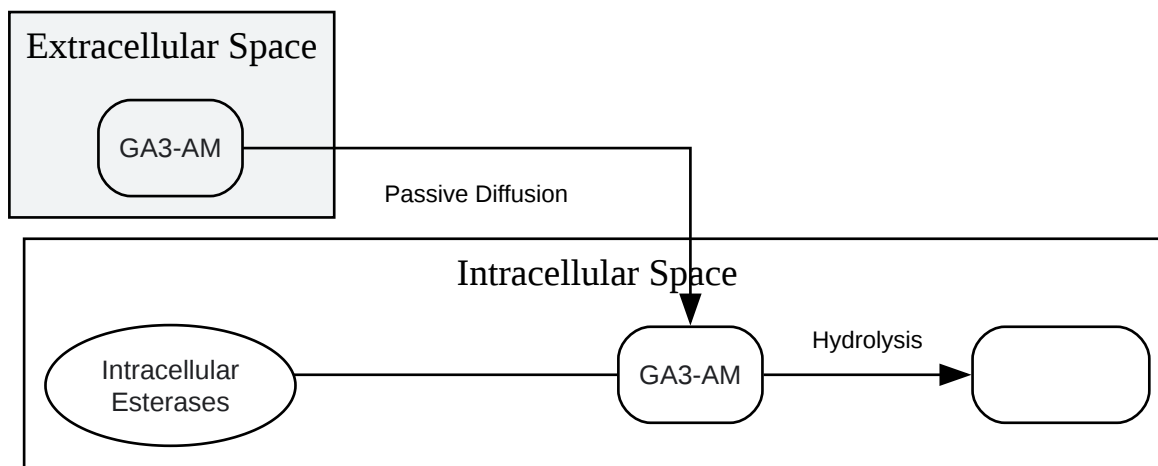 Extracellular Space
GA3-AM
Passive Diffusion
Intracellular Space
Intracellular
Esterases
GA3-AM
Hydrolysis